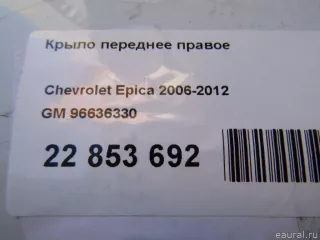 Крыло переднее правое
Chevrolet Epica 2006-2012
GM 96636330
22 853 692
eaural.ru